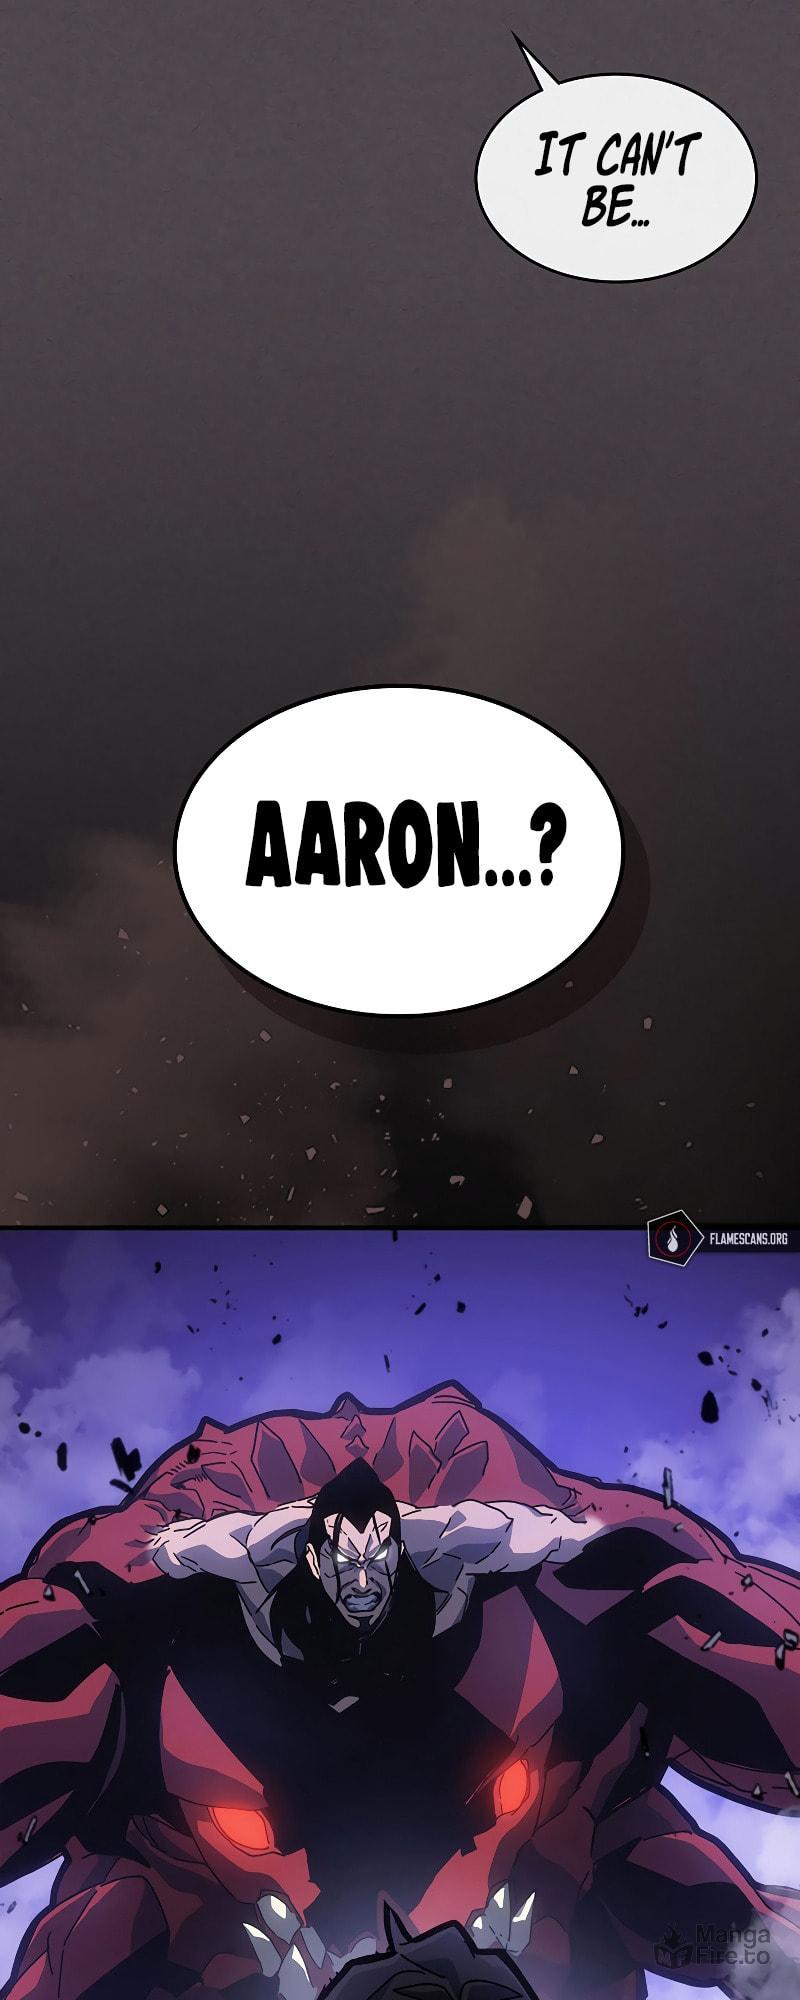 IT CAN'T
BE...
AARON...?
FLAMESCANS.ORG
Manga
Fire.to